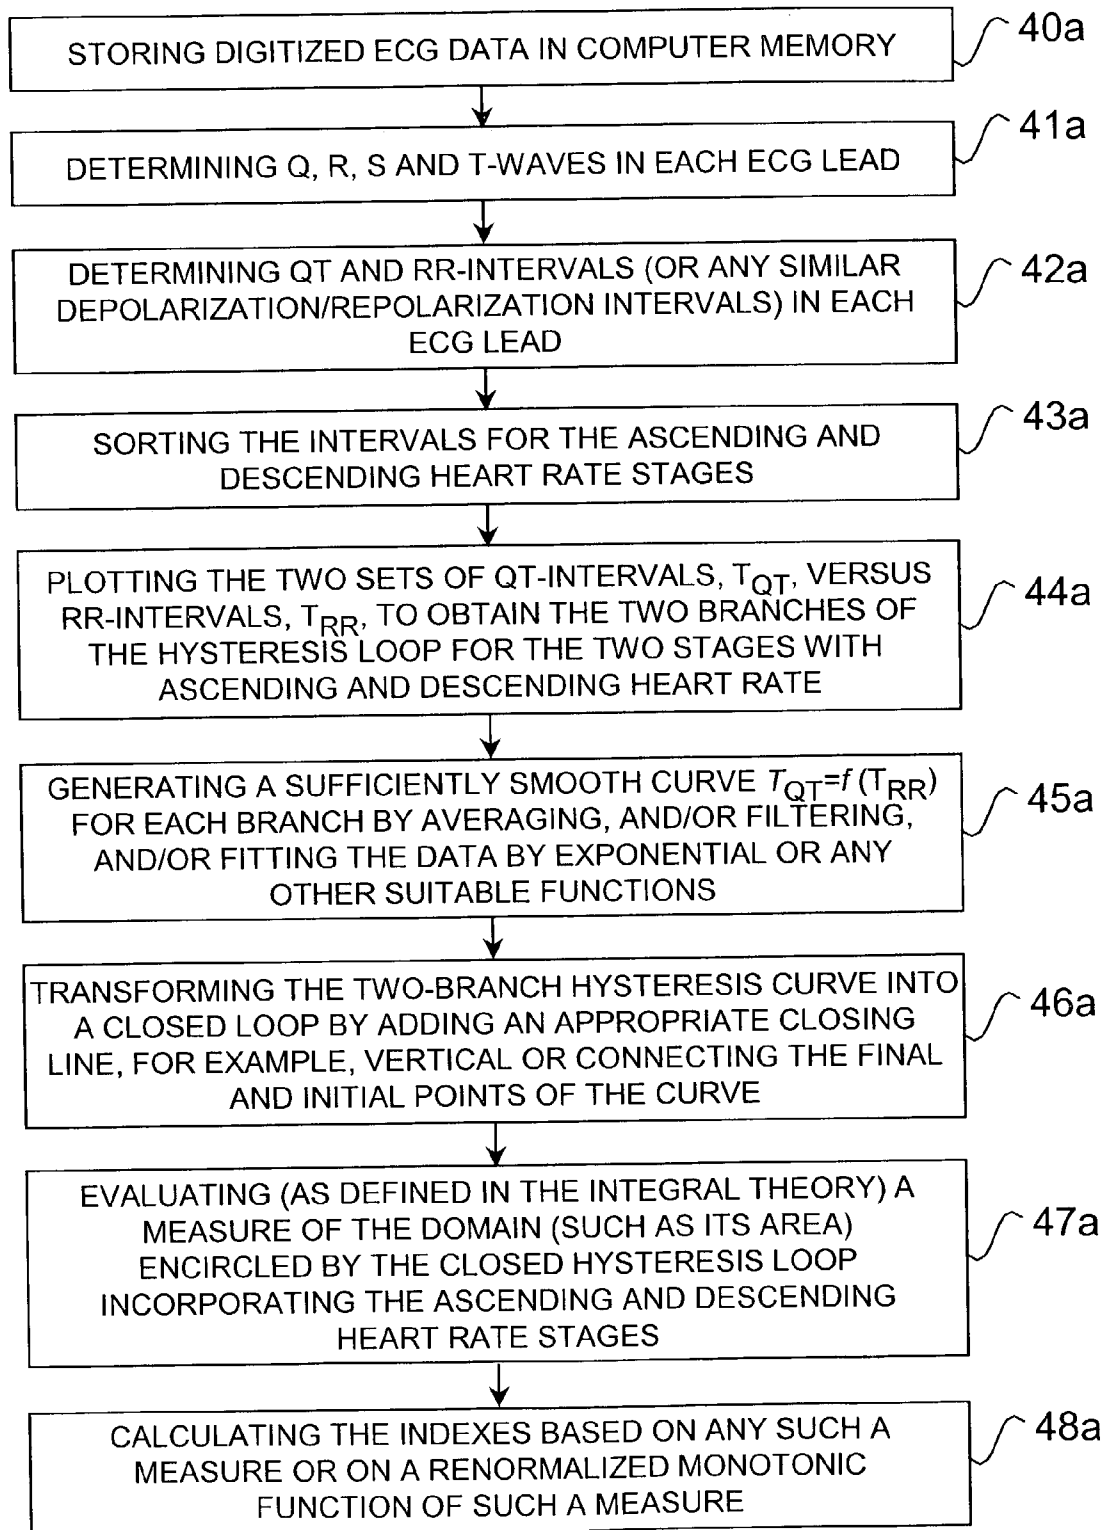 STORING DIGITIZED ECG DATA IN COMPUTER MEMORY
40a
DETERMINING Q, R, S AND T-WAVES IN EACH ECG LEAD
41a
DETERMINING QT AND RR-INTERVALS (OR ANY SIMILAR
DEPOLARIZATION/REPOLARIZATION INTERVALS) IN EACH
ECG LEAD
42a
SORTING THE INTERVALS FOR THE ASCENDING AND
DESCENDING HEART RATE STAGES
43a
PLOTTING THE TWO SETS OF QT-INTERVALS, TQT, VERSUS
RR-INTERVALS, TRR, TO OBTAIN THE TWO BRANCHES OF
THE HYSTERESIS LOOP FOR THE TWO STAGES WITH
ASCENDING AND DESCENDING HEART RATE
44a
GENERATING A SUFFICIENTLY SMOOTH CURVE TQT=f (TRR)
FOR EACH BRANCH BY AVERAGING, AND/OR FILTERING,
AND/OR FITTING THE DATA BY EXPONENTIAL OR ANY
OTHER SUITABLE FUNCTIONS
45a
TRANSFORMING THE TWO-BRANCH HYSTERESIS CURVE INTO
A CLOSED LOOP BY ADDING AN APPROPRIATE CLOSING
LINE, FOR EXAMPLE, VERTICAL OR CONNECTING THE FINAL
AND INITIAL POINTS OF THE CURVE
46a
EVALUATING (AS DEFINED IN THE INTEGRAL THEORY) A
MEASURE OF THE DOMAIN (SUCH AS ITS AREA)
ENCIRCLED BY THE CLOSED HYSTERESIS LOOP
INCORPORATING THE ASCENDING AND DESCENDING
HEART RATE STAGES
47a
CALCULATING THE INDEXES BASED ON ANY SUCH A
MEASURE OR ON A RENORMALIZED MONOTONIC
FUNCTION OF SUCH A MEASURE
48a